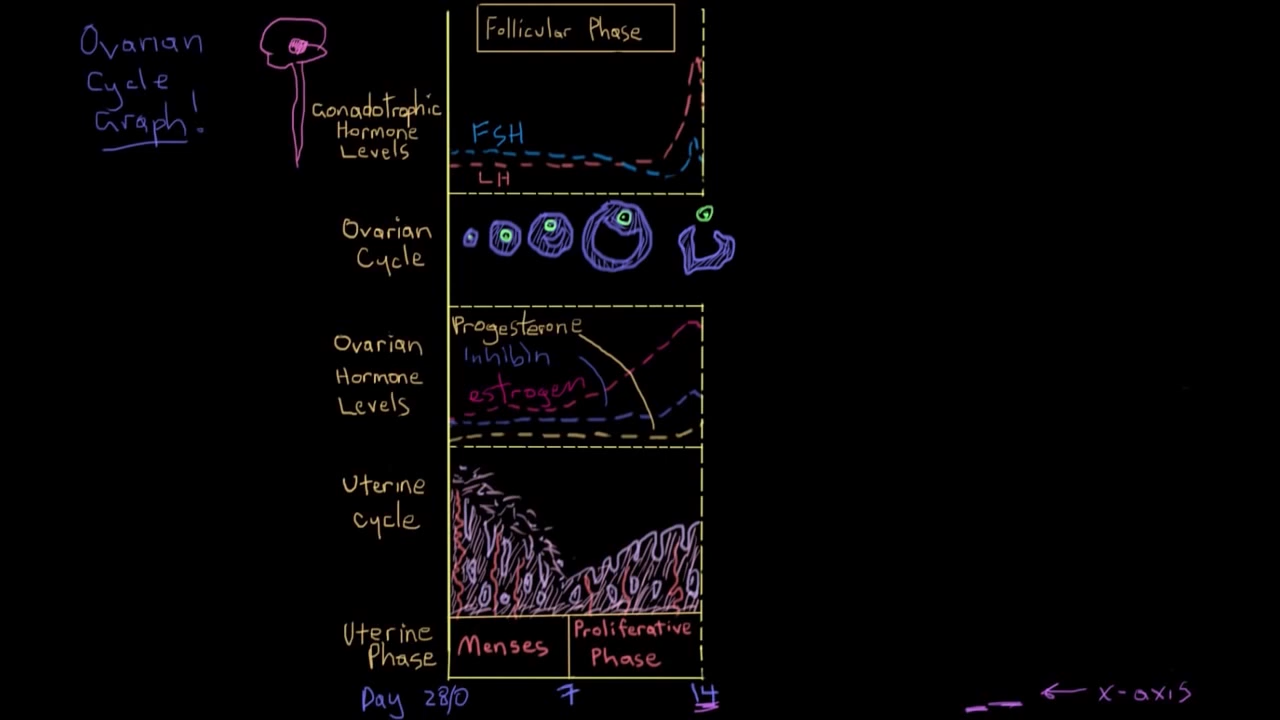 Ovarian
Cycle
Graph!
Follicular Phase
Gonadotrophic
Hormone
Levels
FSH
LH
Ovarian
Cycle
Ovarian
Hormone
Levels
Progesterone
Inhibin
estrogen
Uterine
Cycle
Uterine
Phase
Menses
Proliferative
Phase
Day 28/0 7 14
← x-axis